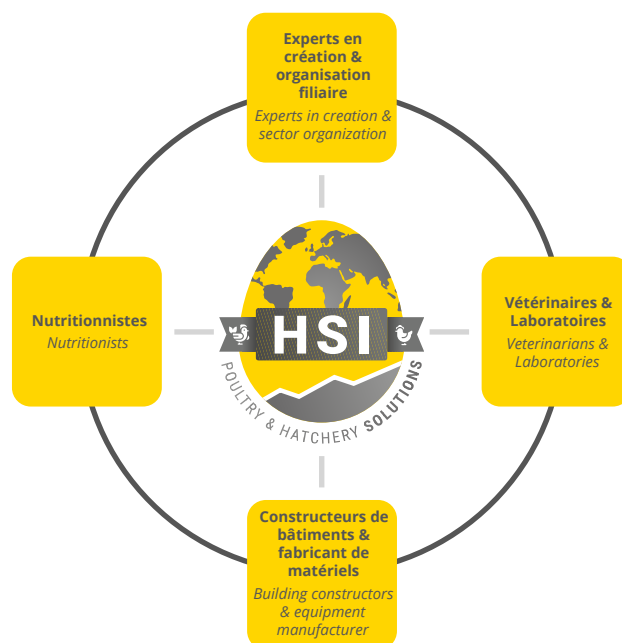 Experts en
création &
organisation
filiaire
Experts in creation &
sector organization
Nutritionnistes
Nutritionists
HSI
POULTRY & HATCHERY SOLUTIONS
Vétérinaires &
Laboratoires
Veterinarians &
Laboratories
Constructeurs de
bâtiments &
fabricant de
matériels
Building constructors
& equipment
manufacturer